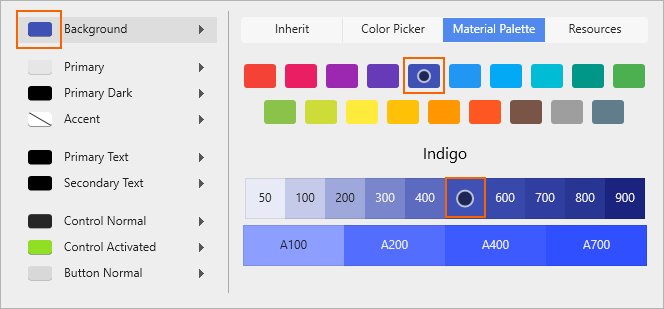 Background
Primary
Primary Dark
Accent
Primary Text
Secondary Text
Control Normal
Control Activated
Button Normal
Inherit Color Picker Material Palette Resources
Indigo
50 100 200 300 400 600 700 800 900
A100 A200 A400 A700